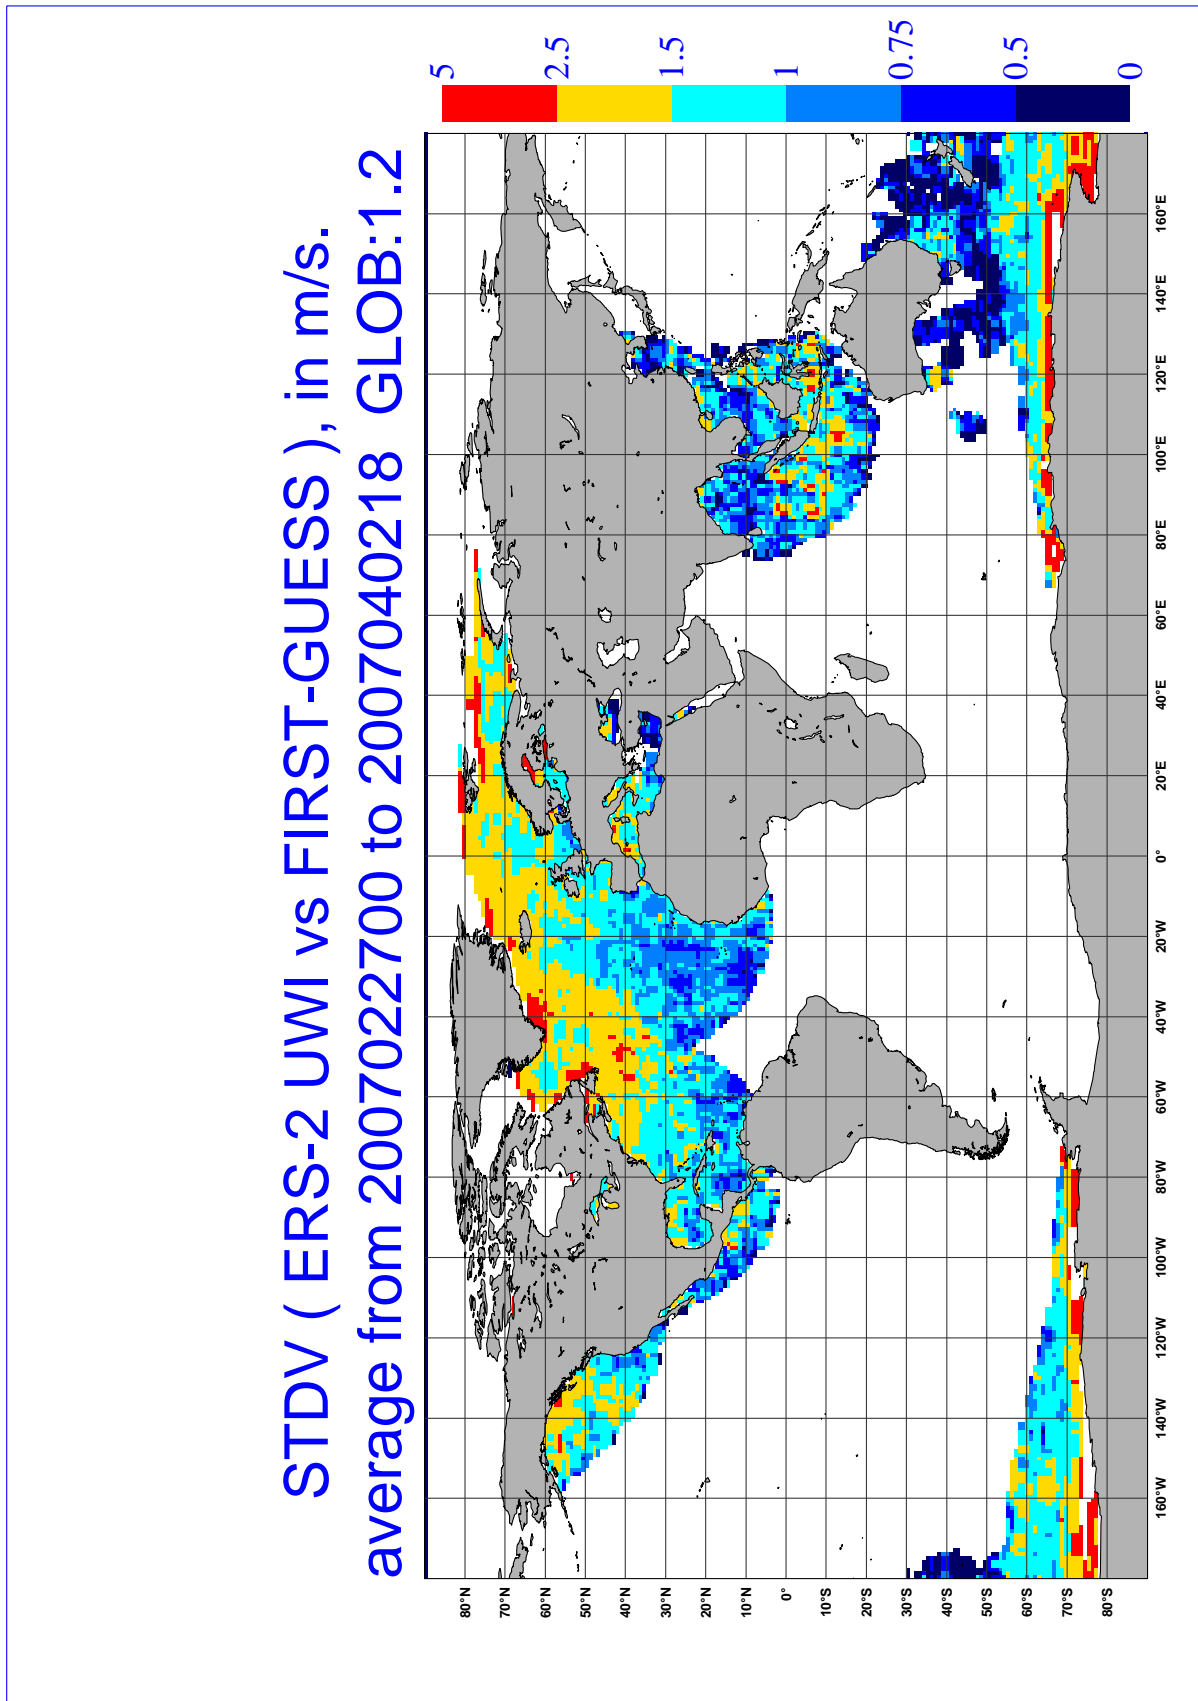 STDV ( ERS-2 UWI vs FIRST-GUESS ), in m/s.
average from 2007022700 to 2007040218 GLOB:1.2
0 0.5 0.75 1 1.5 2.5 5
80°N
70°N
60°N
50°N
40°N
30°N
20°N
10°N
0°
10°S
20°S
30°S
40°S
50°S
60°S
70°S
80°S
160°W 140°W 120°W 100°W 80°W 60°W 40°W 20°W 0° 20°E 40°E 60°E 80°E 100°E 120°E 140°E 160°E